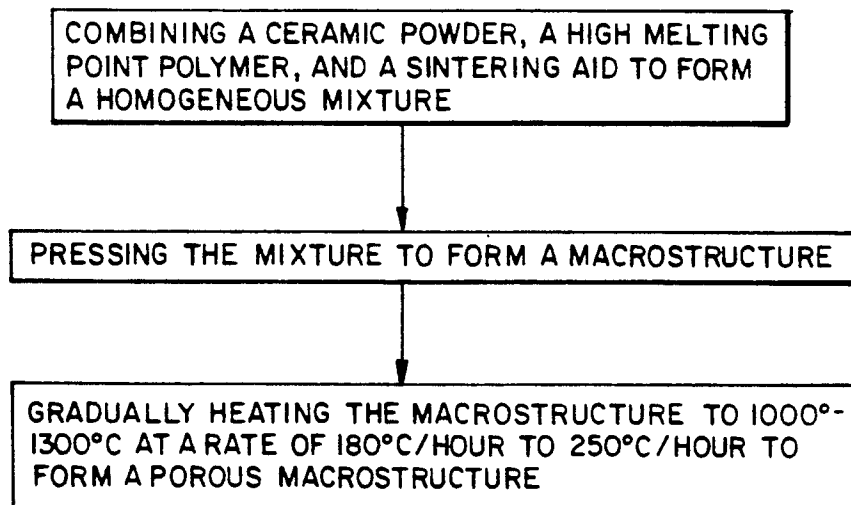 COMBINING A CERAMIC POWDER, A HIGH MELTING
POINT POLYMER, AND A SINTERING AID TO FORM
A HOMOGENEOUS MIXTURE
PRESSING THE MIXTURE TO FORM A MACROSTRUCTURE
GRADUALLY HEATING THE MACROSTRUCTURE TO 1000°-
1300°C AT A RATE OF 180°C/HOUR TO 250°C/HOUR TO
FORM A POROUS MACROSTRUCTURE